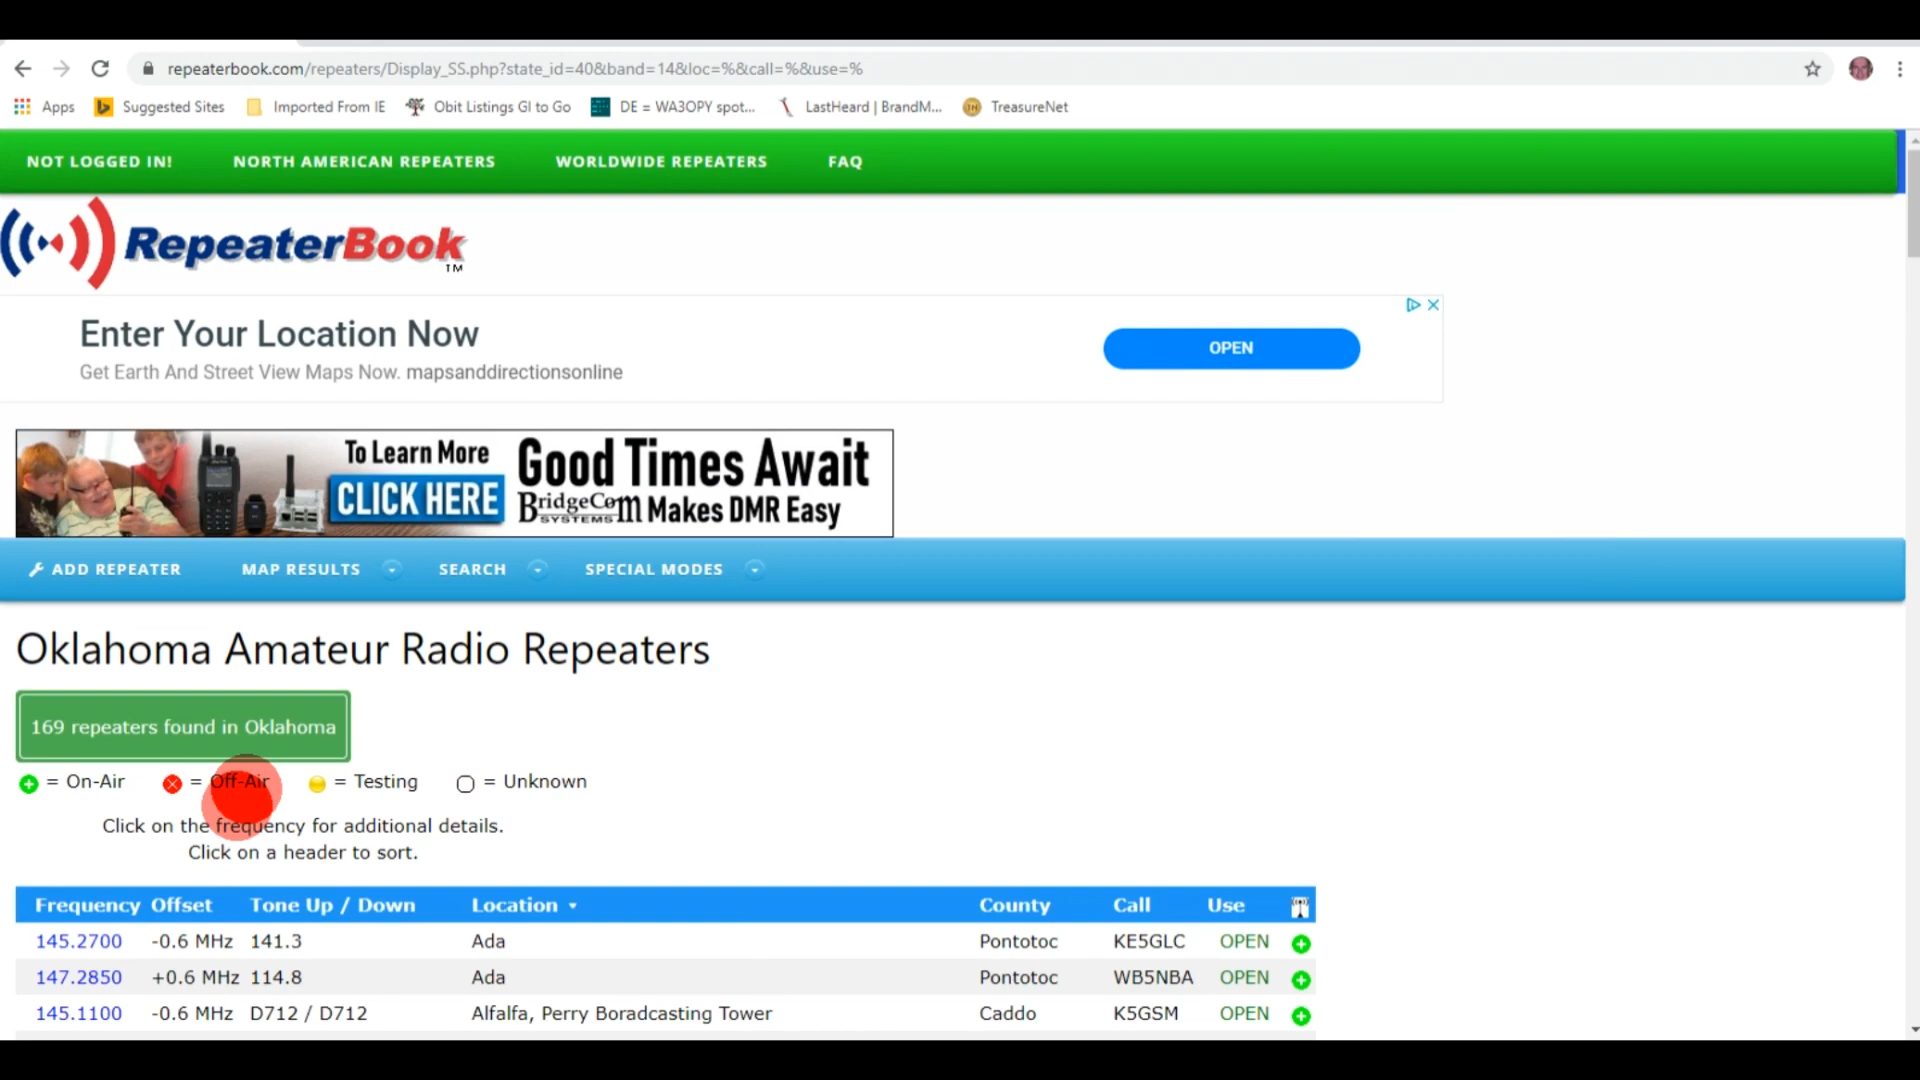 repeaterbook.com/repeaters/Display_SS.php?state_id=40&band=14&loc=%&call=%&use=%
Apps Suggested Sites Imported From IE Obit Listings GI to Go DE = WA3OPY spot... LastHeard | BrandM... TreasureNet
NOT LOGGED IN! NORTH AMERICAN REPEATERS WORLDWIDE REPEATERS FAQ
RepeaterBook
TM
Enter Your Location Now
Get Earth And Street View Maps Now. mapsanddirectionsonline
OPEN
To Learn More
CLICK HERE
Good Times Await
BridgeCom SYSTEMS Makes DMR Easy
ADD REPEATER MAP RESULTS SEARCH SPECIAL MODES
Oklahoma Amateur Radio Repeaters
169 repeaters found in Oklahoma
= On-Air = Off-Air = Testing = Unknown
Click on the frequency for additional details.
Click on a header to sort.
Frequency Offset Tone Up / Down Location County Call Use
145.2700 -0.6 MHz 141.3 Ada Pontotoc KE5GLC OPEN
147.2850 +0.6 MHz 114.8 Ada Pontotoc WB5NBA OPEN
145.1100 -0.6 MHz D712 / D712 Alfalfa, Perry Boradcasting Tower Caddo K5GSM OPEN